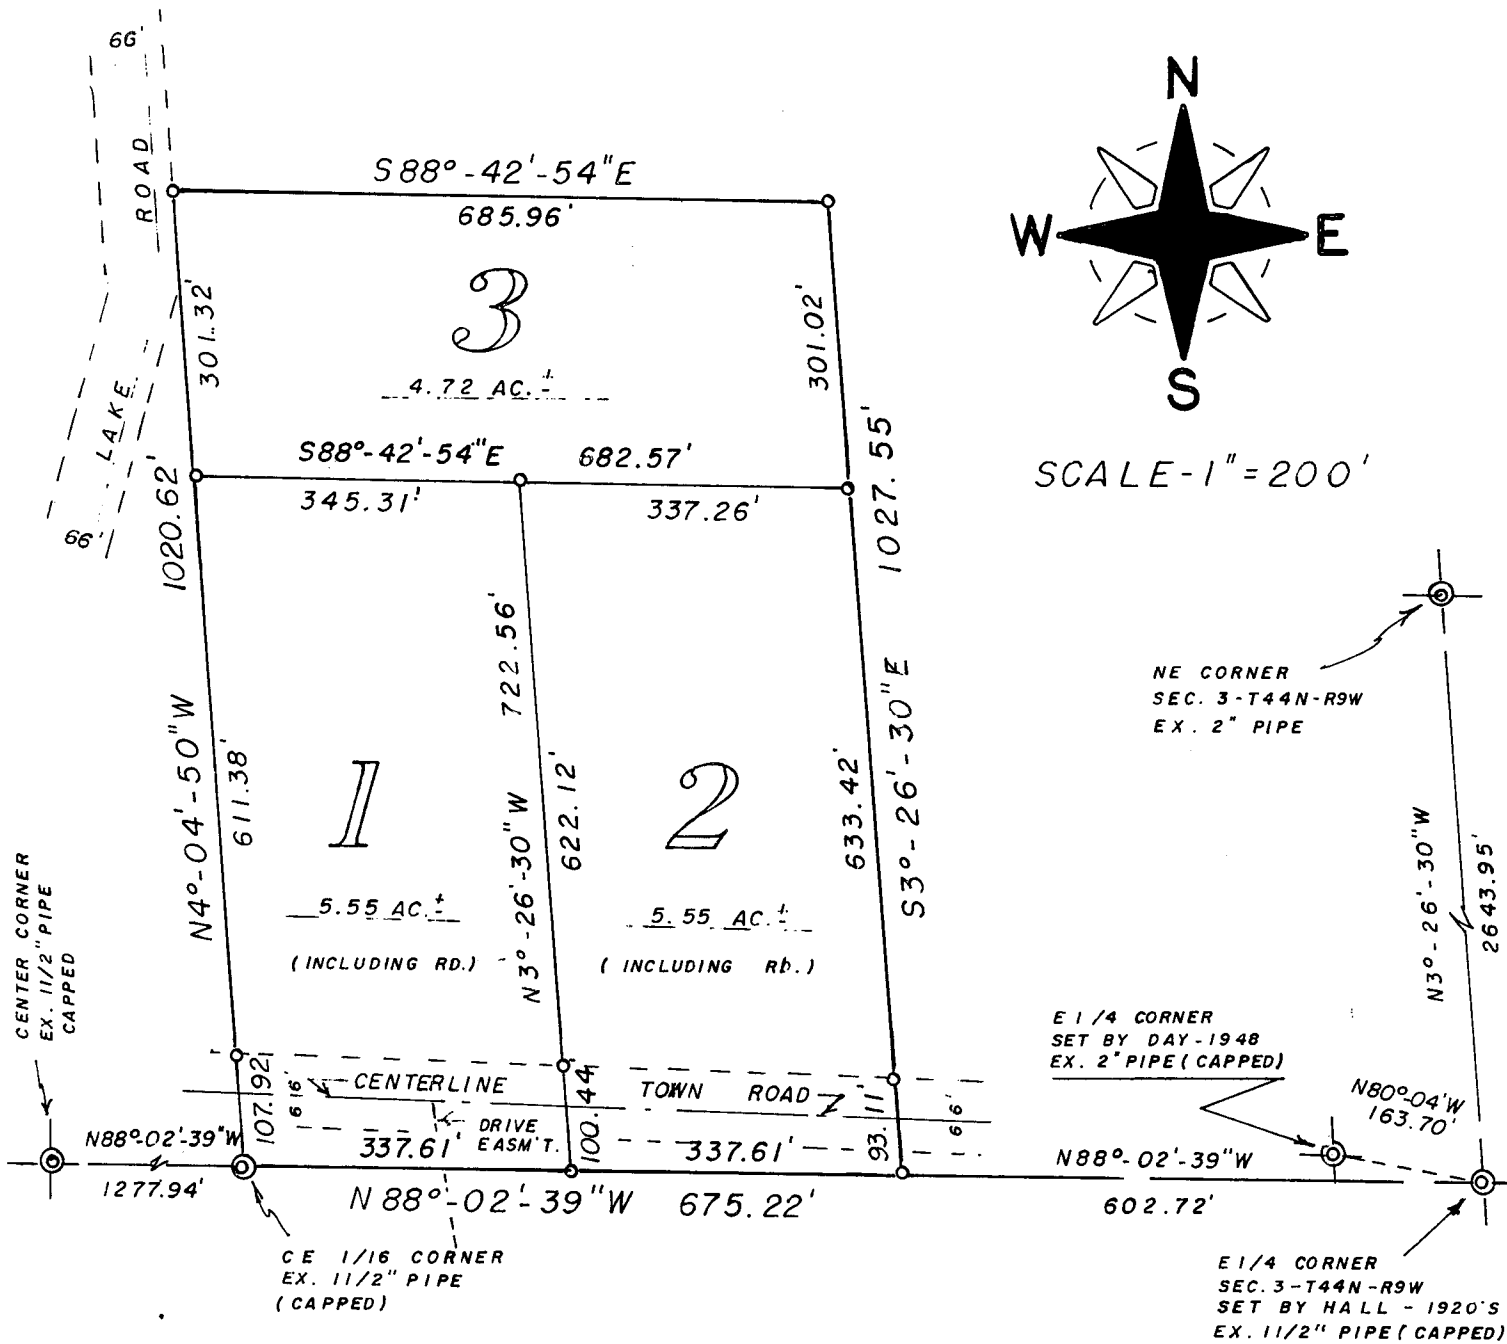 66'
ROAD
LAKE
66'
N
W
E
S
SCALE-1"=200'
S88°-42'-54"E
685.96'
301.32'
3
301.02'
4.72 AC.±
S88°-42'-54"E 682.57'
345.31'
337.26'
1020.62'
1027.55'
N4°-04'-50"W
611.38'
722.56'
N3°-26'-30"W
622.12'
633.42'
S3°-26'-30"E
1
5.55 AC.±
(INCLUDING RD.)
2
5.55 AC.±
(INCLUDING RD.)
NE CORNER
SEC. 3-T44N-R9W
EX. 2" PIPE
N3°-26'-30"W
2643.95'
CENTER CORNER
EX. 11/2" PIPE
CAPPED
E 1/4 CORNER
SET BY DAY-1948
EX. 2" PIPE (CAPPED)
N80°-04'W
163.70'
107.92
CENTERLINE
TOWN ROAD
DRIVE
EASM'T.
100.44
93.11'
66'
N88°-02'-39"W
1277.94'
337.61'
337.61'
N88°-02'-39"W 675.22'
N88°-02'-39"W
602.72'
CE 1/16 CORNER
EX. 11/2" PIPE
(CAPPED)
E 1/4 CORNER
SEC. 3-T44N-R9W
SET BY HALL - 1920'S
EX. 11/2" PIPE (CAPPED)